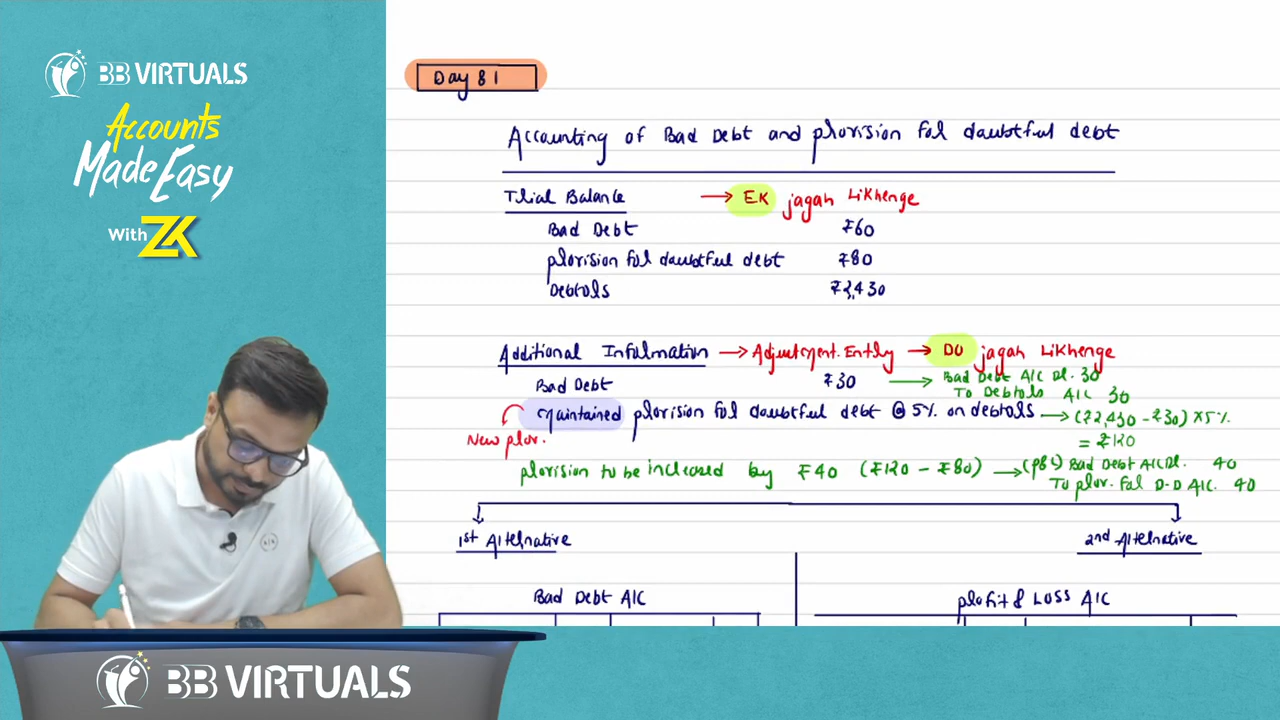 BB VIRTUALS
Accounts
Made Easy
With ZK
Day 81
Accounting of Bad Debt and provision for doubtful debt
Trial Balance → EK jagah Likhenge
Bad Debt ₹60
provision for doubtful debt ₹80
Debtors ₹2,430
Additional Information → Adjustment Entry → DO jagah Likhenge
Bad Debt ₹30 → Bad Debt A/C Dr. 30
To Debtors A/C 30
Maintained provision for doubtful debt @ 5% on debtors → (₹2,430 - ₹30) × 5%
New prov. = ₹120
provision to be increased by ₹40 (₹120 - ₹80) → (P&L) Bad Debt A/C Dr. 40
To prov. for D.D A/C. 40
1st Alternative 2nd Alternative
Bad Debt A/C profit & Loss A/C
BB VIRTUALS